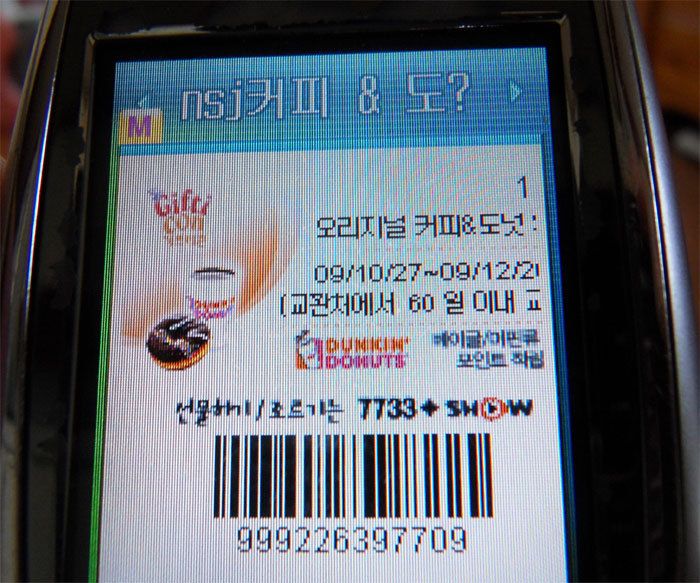 nsj커피 & 도?
M
Gifti
con
1
오리지널 커피&도넛
09/10/27~09/12/2
(교환처에서 60 일 이내 교
DUNKIN'
DONUTS
베이글/머핀류
포인트 적립
선물하기/조르기는 7733+SHOW
999226397709